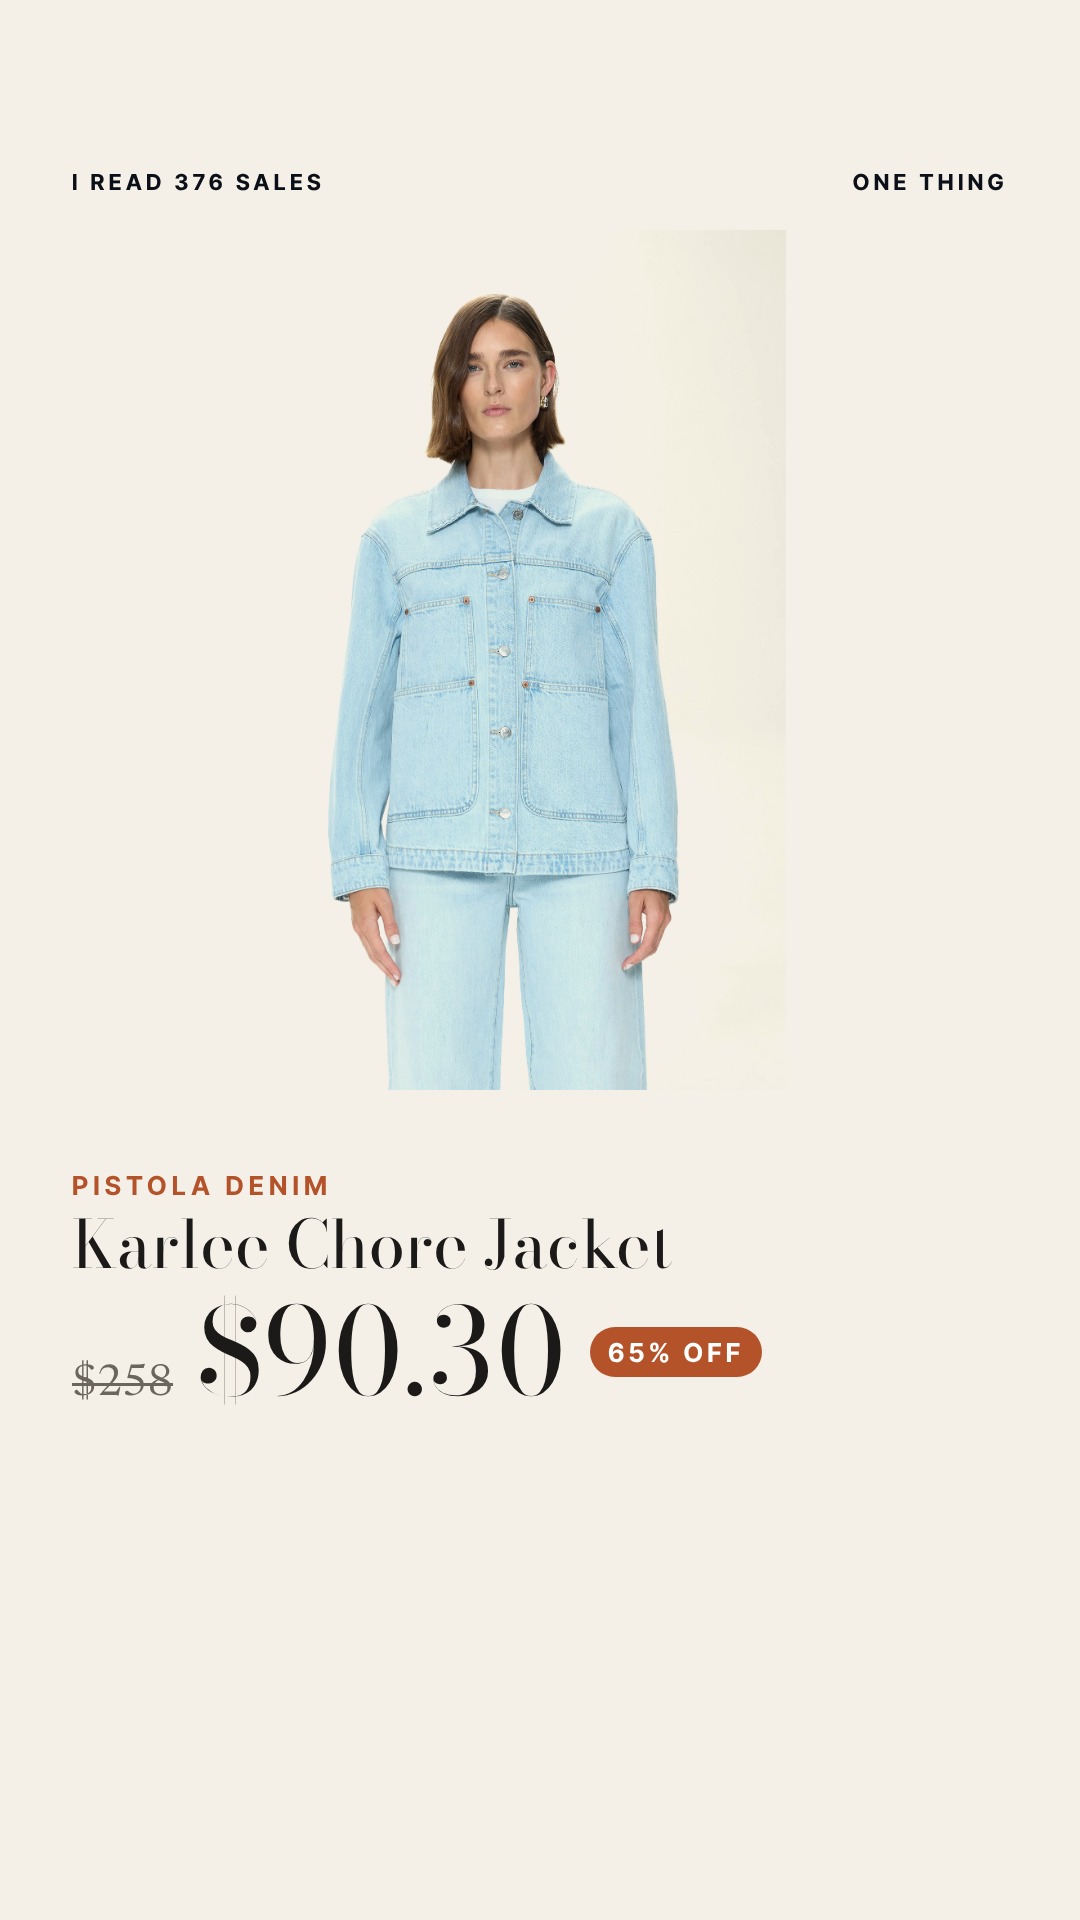 I READ 376 SALES
ONE THING
PISTOLA DENIM
Karlee Chore Jacket
$258 $90.30 65% OFF